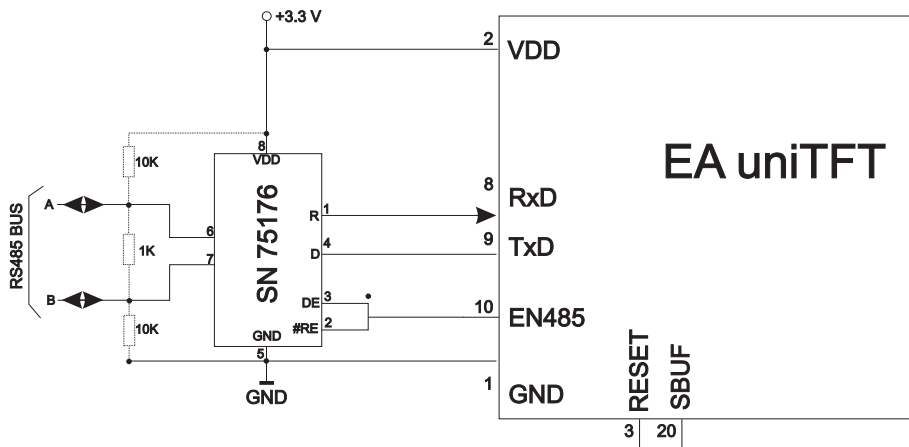 +3.3 V
2 VDD
8
VDD
10K
EA uniTFT
8 RxD
A
R 1
6
RS485 BUS
1K
SN 75176
9 TxD
4
D
7
B
DE 3
10 EN485
#RE 2
10K
GND
5
GND
1 GND
RESET
SBUF
3 20